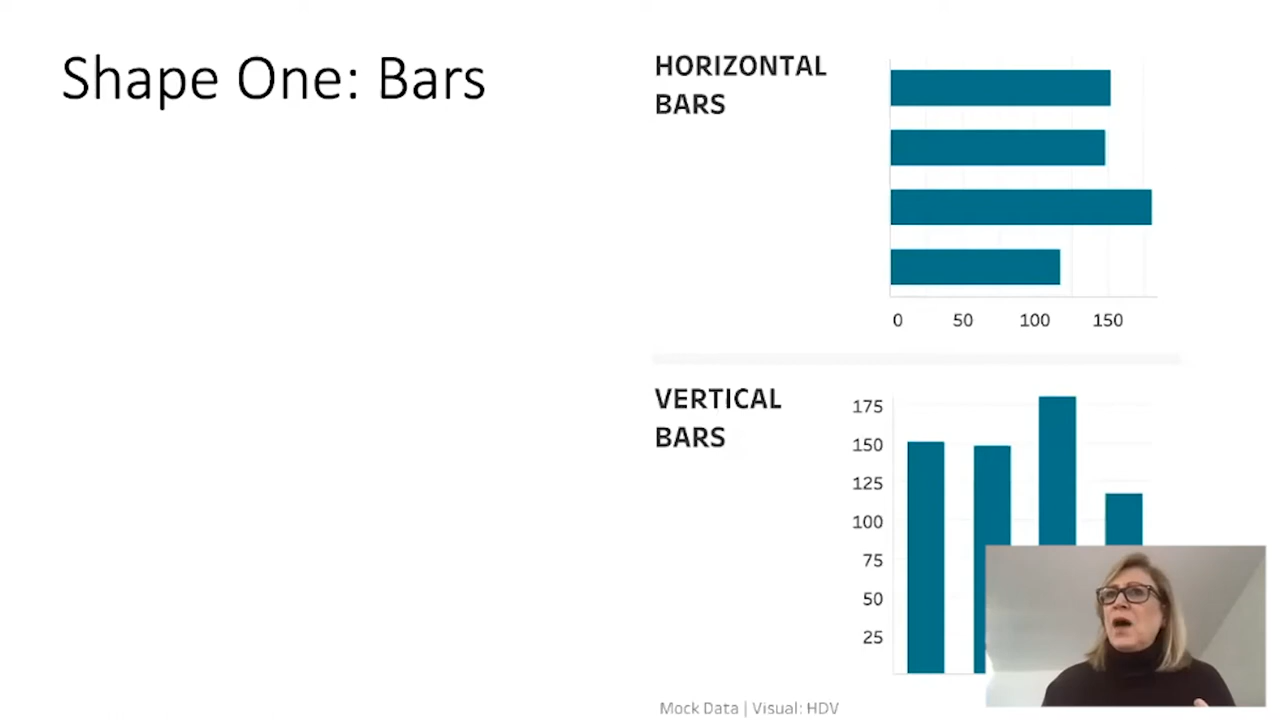 Shape One: Bars
HORIZONTAL
BARS
0 50 100 150
VERTICAL
BARS
175
150
125
100
75
50
25
Mock Data | Visual: HDV